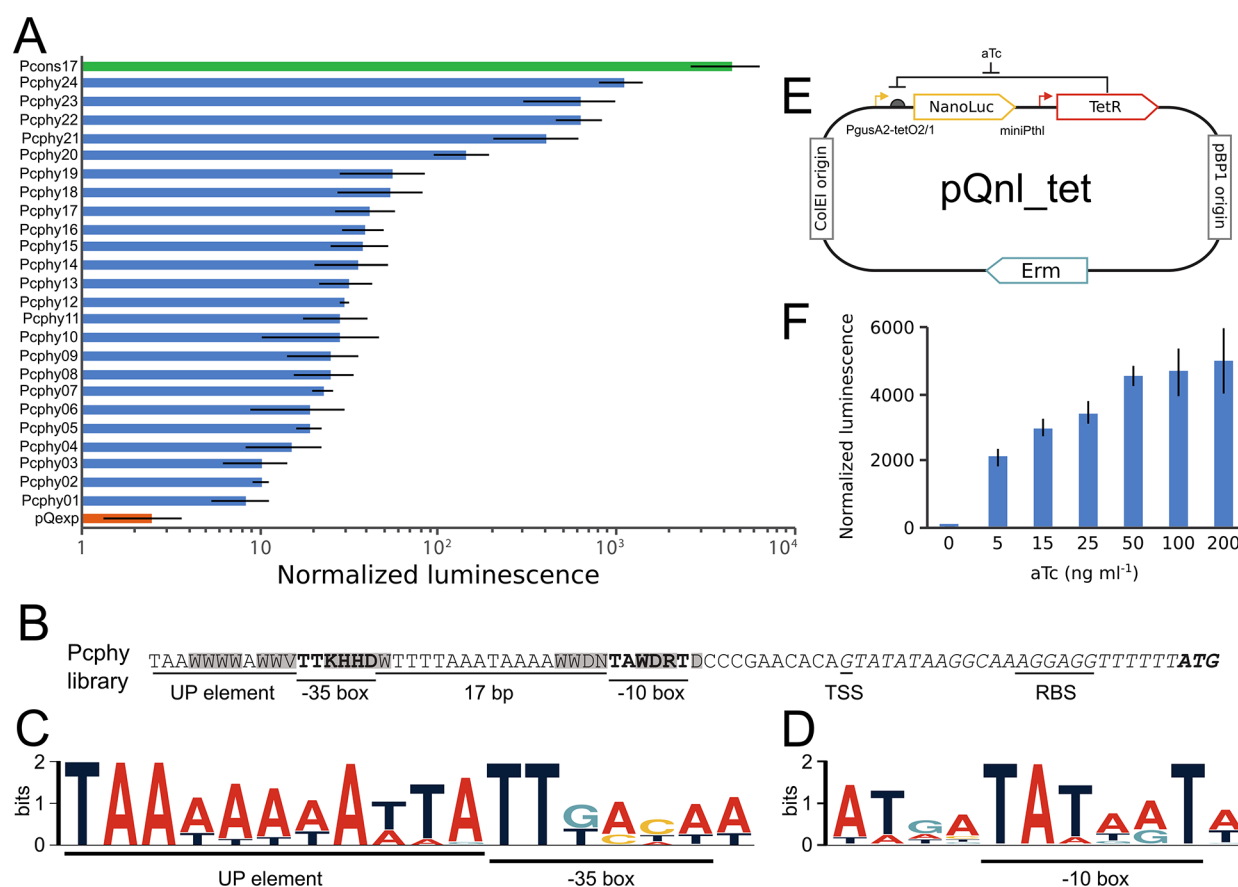 A
Pcons17
Pcphy24
Pcphy23
Pcphy22
Pcphy21
Pcphy20
Pcphy19
Pcphy18
Pcphy17
Pcphy16
Pcphy15
Pcphy14
Pcphy13
Pcphy12
Pcphy11
Pcphy10
Pcphy09
Pcphy08
Pcphy07
Pcphy06
Pcphy05
Pcphy04
Pcphy03
Pcphy02
Pcphy01
pQexp
1 10 10² 10³ 10⁴
Normalized luminescence
E
aTc
NanoLuc TetR
PgusA2-tetO2/1 miniPthl
ColEI origin
pQnl_tet
pBP1 origin
Erm
F
Normalized luminescence
6000
4000
2000
0
0 5 15 25 50 100 200
aTc (ng ml⁻¹)
B
Pcphy library
TAAWWWWAWWVTTKHHDWTTTTAAATAAAAWWDNTAWDRTDCCCGAACACAGTATATAAGGCAAAGGAGGTTTTTTATG
UP element -35 box 17 bp -10 box TSS RBS
C
bits
2
1
0
TAAAAAAATTATTGACAA
UP element -35 box
D
bits
2
1
0
ATGATATAATA
-10 box